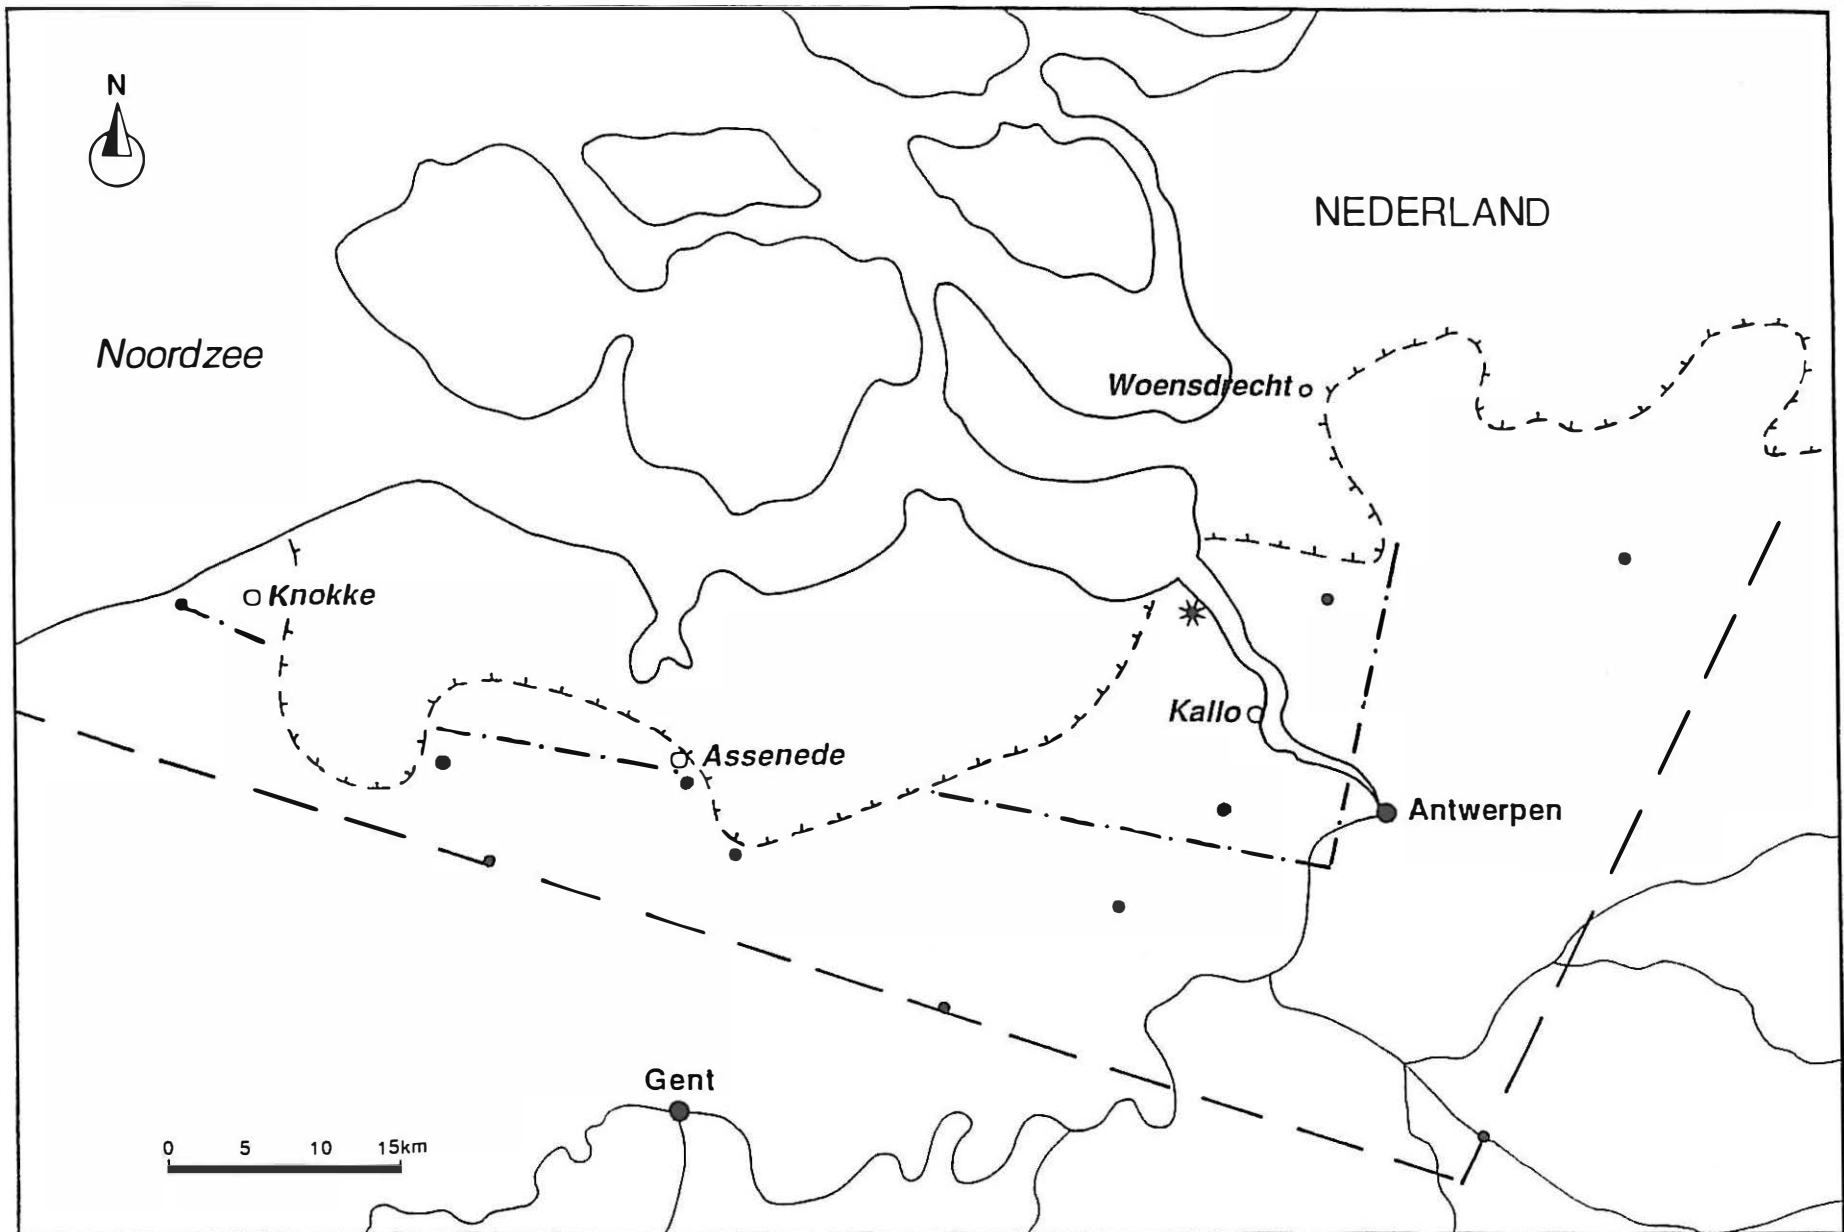 N
NEDERLAND
Noordzee
Woensdrecht
Knokke
Kallo
Assenede
Antwerpen
Gent
0 5 10 15km